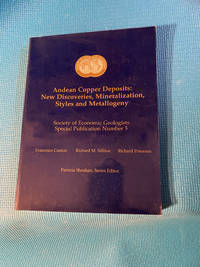 Andean Copper Deposits:
New Discoveries, Mineralization,
Styles and Metallogeny
Society of Economic Geologists
Special Publication Number 5
Francisco Camus Richard M. Sillitoe Richard Petersen
Patricia Sheahan, Series Editor